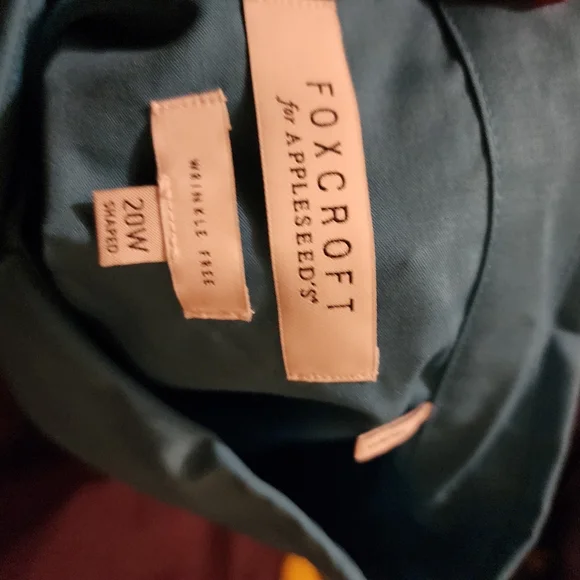 FOXCROFT
for APPLESEED'S
WRINKLE FREE
20W
SHAPED